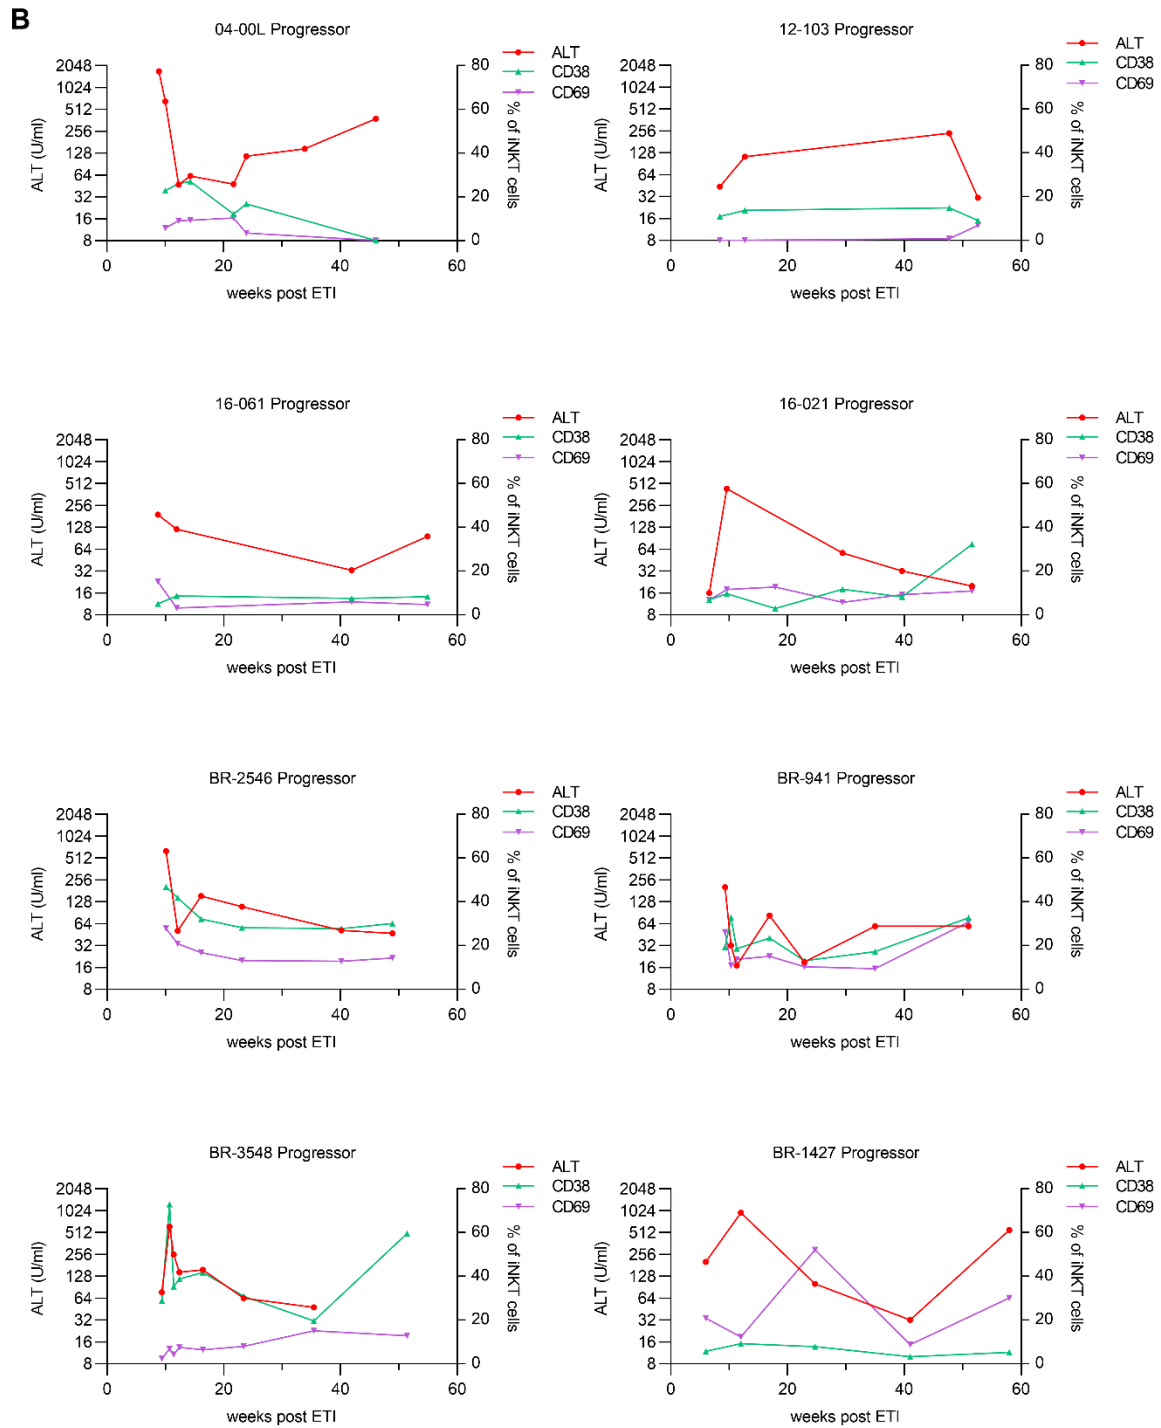 B
04-00L Progressor
ALT
CD38
CD69
2048
1024
512
256
128
64
32
16
8
ALT (U/ml)
80
60
40
20
0
% of iNKT cells
0 20 40 60
weeks post ETI
12-103 Progressor
ALT
CD38
CD69
2048
1024
512
256
128
64
32
16
8
ALT (U/ml)
80
60
40
20
0
% of iNKT cells
0 20 40 60
weeks post ETI
16-061 Progressor
ALT
CD38
CD69
2048
1024
512
256
128
64
32
16
8
ALT (U/ml)
80
60
40
20
0
% of iNKT cells
0 20 40 60
weeks post ETI
16-021 Progressor
ALT
CD38
CD69
2048
1024
512
256
128
64
32
16
8
ALT (U/ml)
80
60
40
20
0
% of iNKT cells
0 20 40 60
weeks post ETI
BR-2546 Progressor
ALT
CD38
CD69
2048
1024
512
256
128
64
32
16
8
ALT (U/ml)
80
60
40
20
0
% of iNKT cells
0 20 40 60
weeks post ETI
BR-941 Progressor
ALT
CD38
CD69
2048
1024
512
256
128
64
32
16
8
ALT (U/ml)
80
60
40
20
0
% of iNKT cells
0 20 40 60
weeks post ETI
BR-3548 Progressor
ALT
CD38
CD69
2048
1024
512
256
128
64
32
16
8
ALT (U/ml)
80
60
40
20
0
% of iNKT cells
0 20 40 60
weeks post ETI
BR-1427 Progressor
ALT
CD38
CD69
2048
1024
512
256
128
64
32
16
8
ALT (U/ml)
80
60
40
20
0
% of iNKT cells
0 20 40 60
weeks post ETI